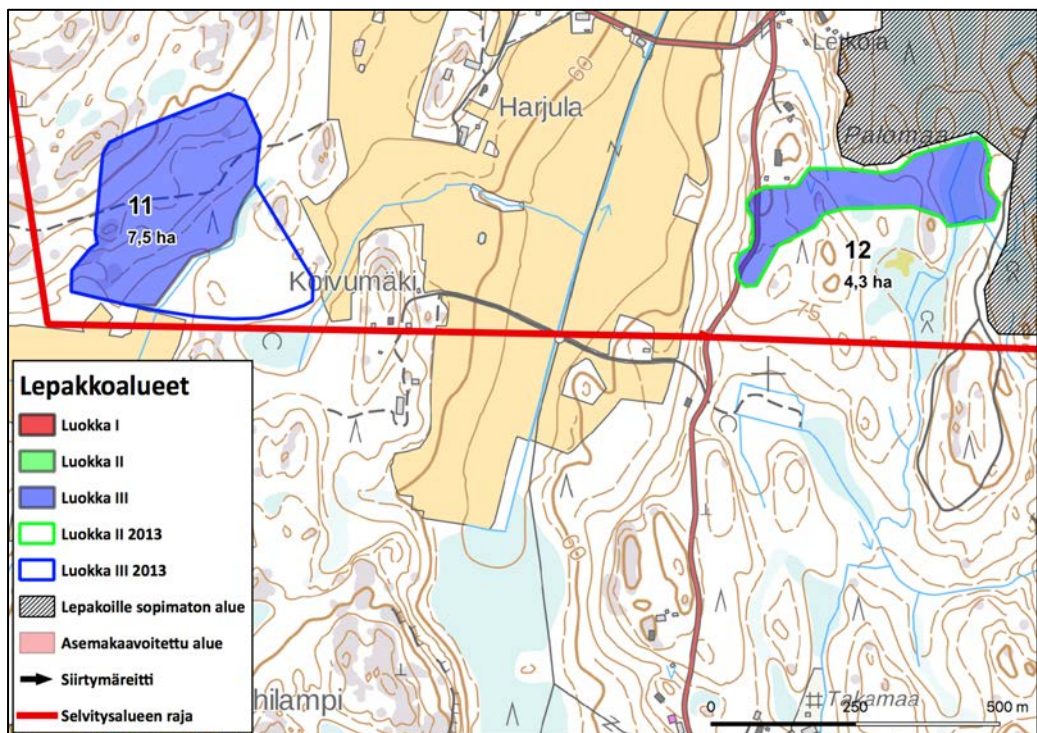 Letkoja
60
Harjula
Palomaa
11
7,5 ha
12
4,3 ha
Koivumäki
75
Lepakkoalueet
Luokka I
Luokka II
Luokka III
Luokka II 2013
Luokka III 2013
Lepakoille sopimaton alue
Asemakaavoitettu alue
Siirtymäreitti
Selvitysalueen raja
60
hilampi
Takamaa
0
250
500 m